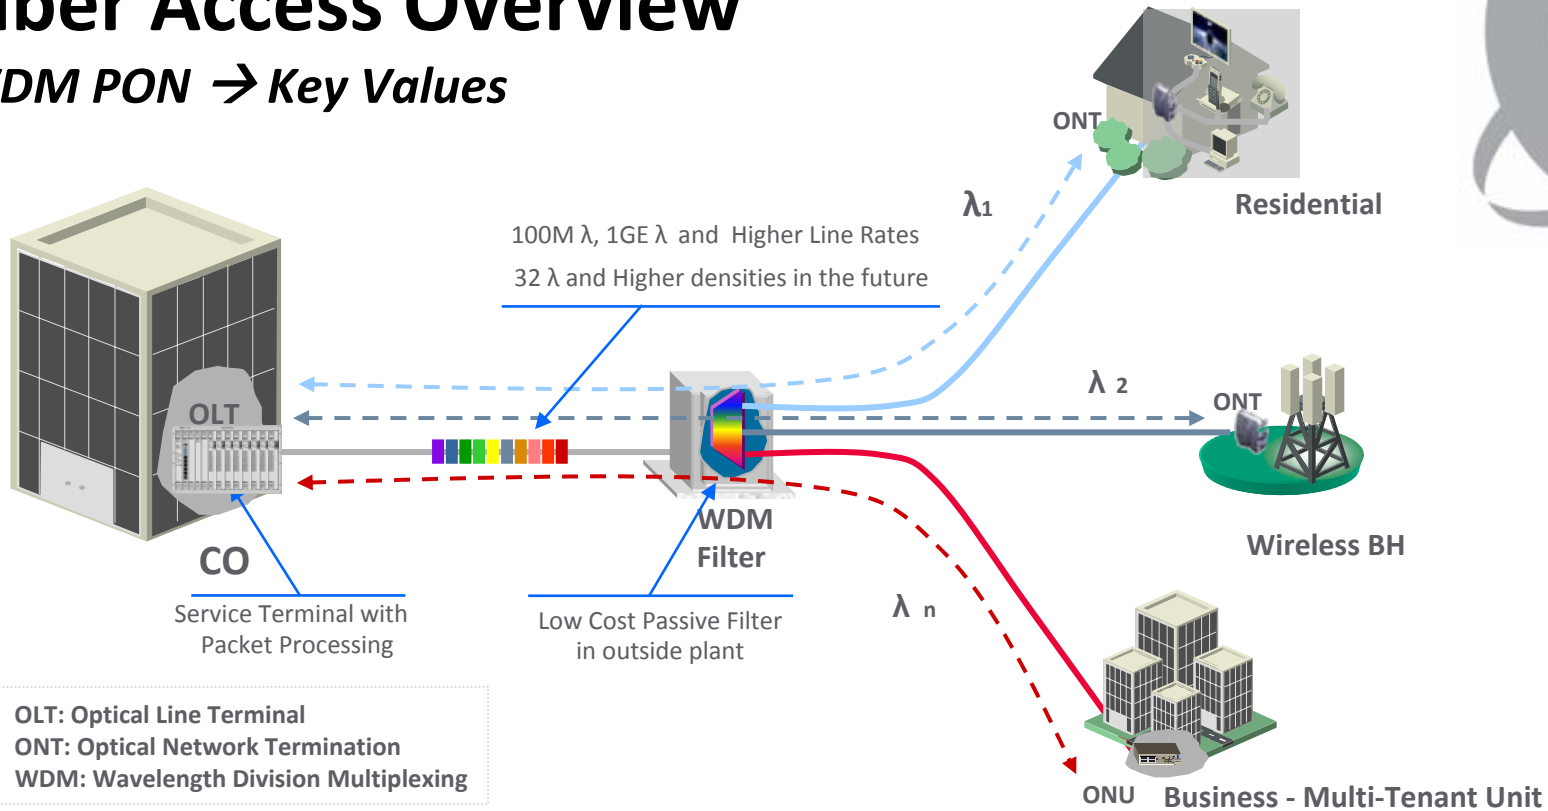 ber Access Overview
DM PON → Key Values
ONT
λ1
Residential
100M λ, 1GE λ and Higher Line Rates
32 λ and Higher densities in the future
λ 2
ONT
OLT
WDM
Filter
Wireless BH
CO
Service Terminal with
Packet Processing
Low Cost Passive Filter
in outside plant
λ n
OLT: Optical Line Terminal
ONT: Optical Network Termination
WDM: Wavelength Division Multiplexing
ONU
Business - Multi-Tenant Unit